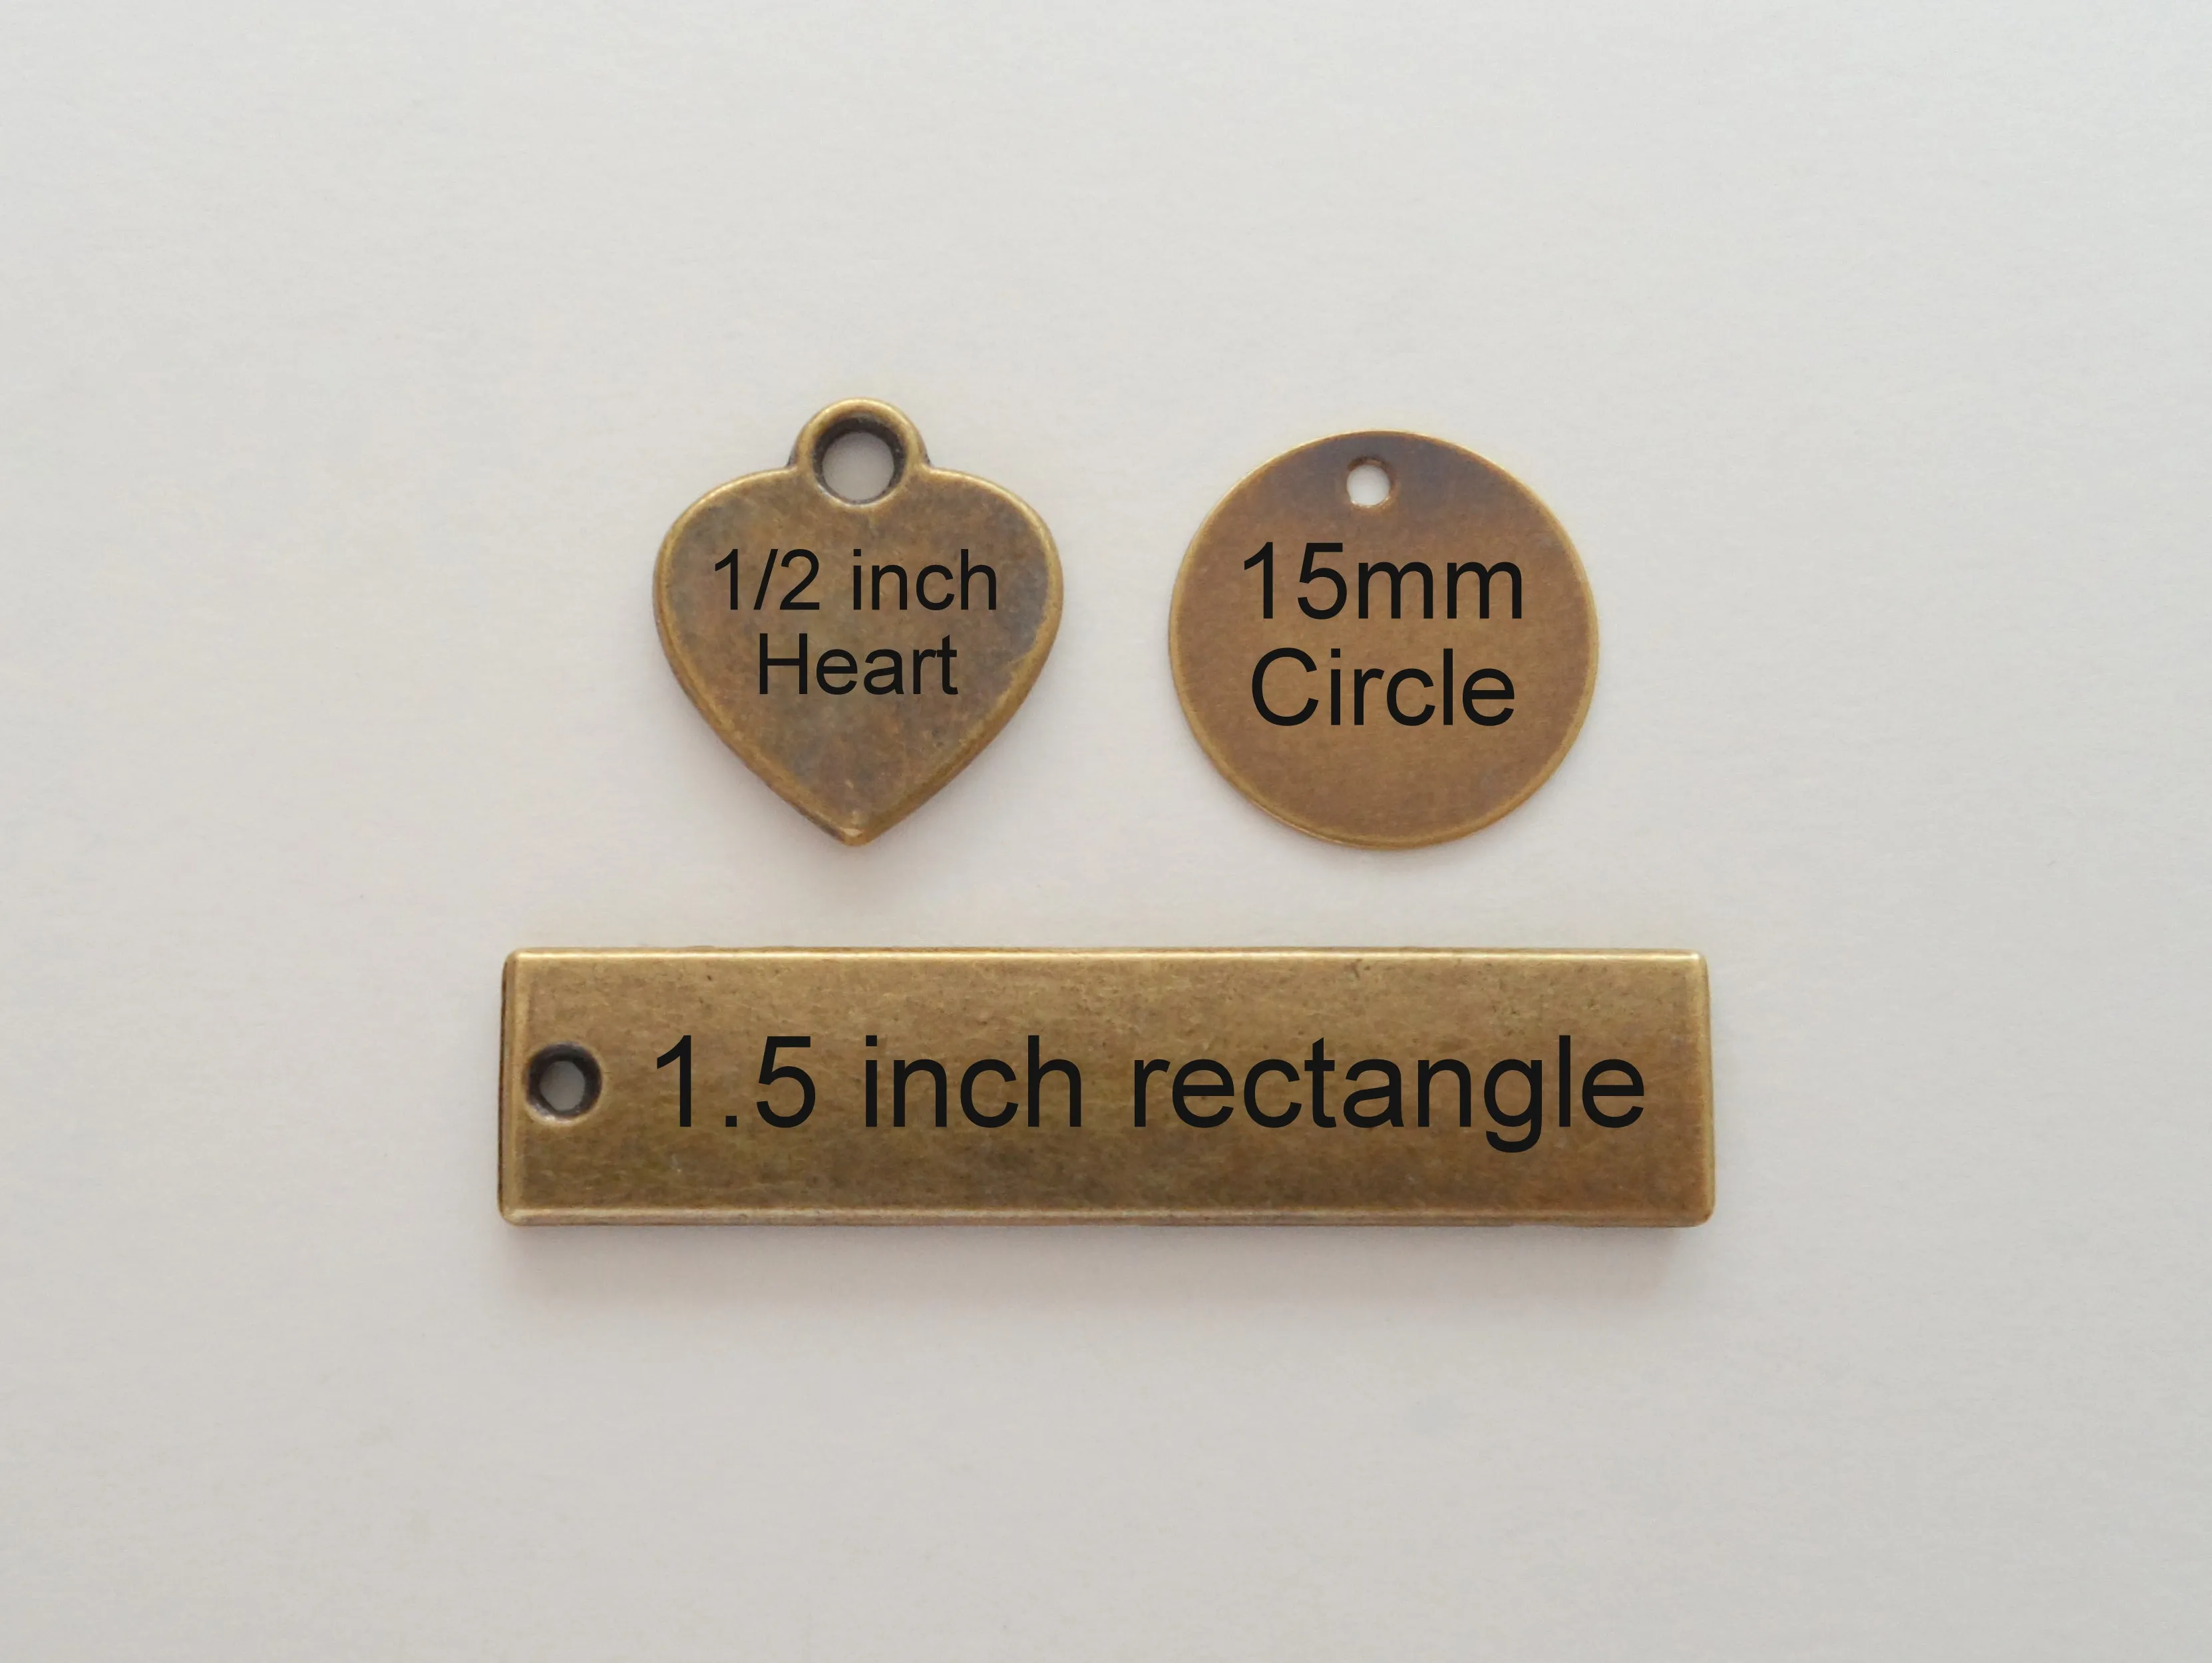 1/2 inch
Heart
15mm
Circle
1.5 inch rectangle